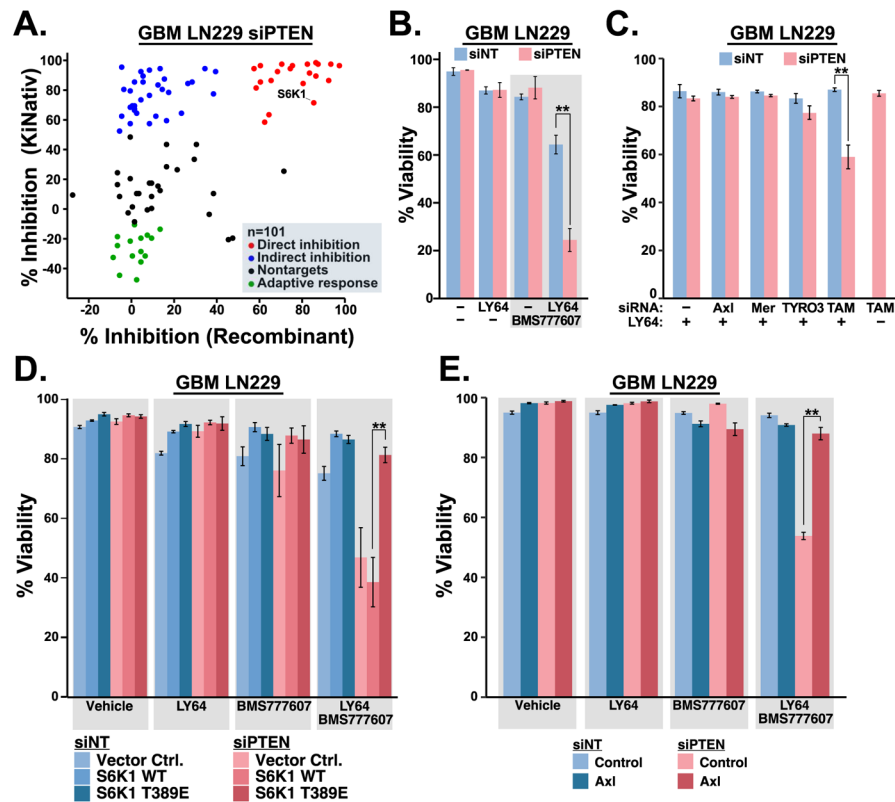 A.
GBM LN229 siPTEN
% Inhibition (KiNativ)
100
80
60
40
20
0
-20
-40
S6K1
n=101
Direct inhibition
Indirect inhibition
Nontargets
Adaptive response
-20 0 20 40 60 80 100
% Inhibition (Recombinant)
B.
GBM LN229
siNT siPTEN
% Viability
100
80
60
40
20
0
**
– LY64 – LY64
– – BMS777607
C.
GBM LN229
siNT siPTEN
% Viability
100
80
60
40
20
0
**
siRNA: – Axl Mer TYRO3 TAM TAM
LY64: + + + + + –
D.
GBM LN229
% Viability
100
80
60
40
20
0
**
Vehicle LY64 BMS777607 LY64
BMS777607
siNT siPTEN
Vector Ctrl. Vector Ctrl.
S6K1 WT S6K1 WT
S6K1 T389E S6K1 T389E
E.
GBM LN229
% Viability
100
80
60
40
20
0
**
Vehicle LY64 BMS777607 LY64
BMS777607
siNT siPTEN
Control Control
Axl Axl